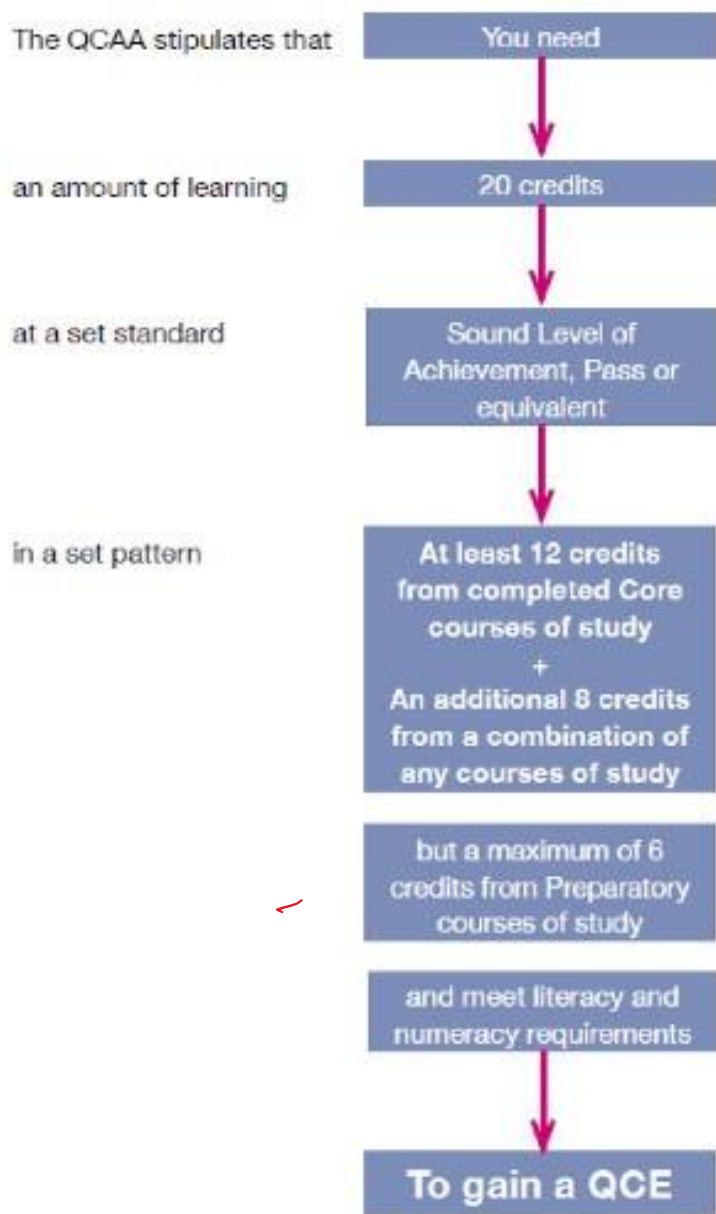 The QCAA stipulates that
You need
an amount of learning
20 credits
at a set standard
Sound Level of
Achievement, Pass or
equivalent
in a set pattern
At least 12 credits
from completed Core
courses of study
+
An additional 8 credits
from a combination of
any courses of study
but a maximum of 6
credits from Preparatory
courses of study
and meet literacy and
numeracy requirements
To gain a QCE